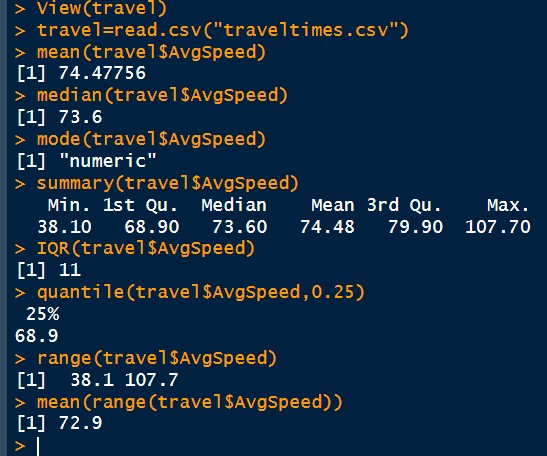 > View(travel)
> travel=read.csv("traveltimes.csv")
> mean(travel$AvgSpeed)
[1] 74.47756
> median(travel$AvgSpeed)
[1] 73.6
> mode(travel$AvgSpeed)
[1] "numeric"
> summary(travel$AvgSpeed)
   Min. 1st Qu.  Median    Mean 3rd Qu.    Max.
  38.10   68.90   73.60   74.48   79.90  107.70
> IQR(travel$AvgSpeed)
[1] 11
> quantile(travel$AvgSpeed,0.25)
 25%
68.9
> range(travel$AvgSpeed)
[1]  38.1 107.7
> mean(range(travel$AvgSpeed))
[1] 72.9
>